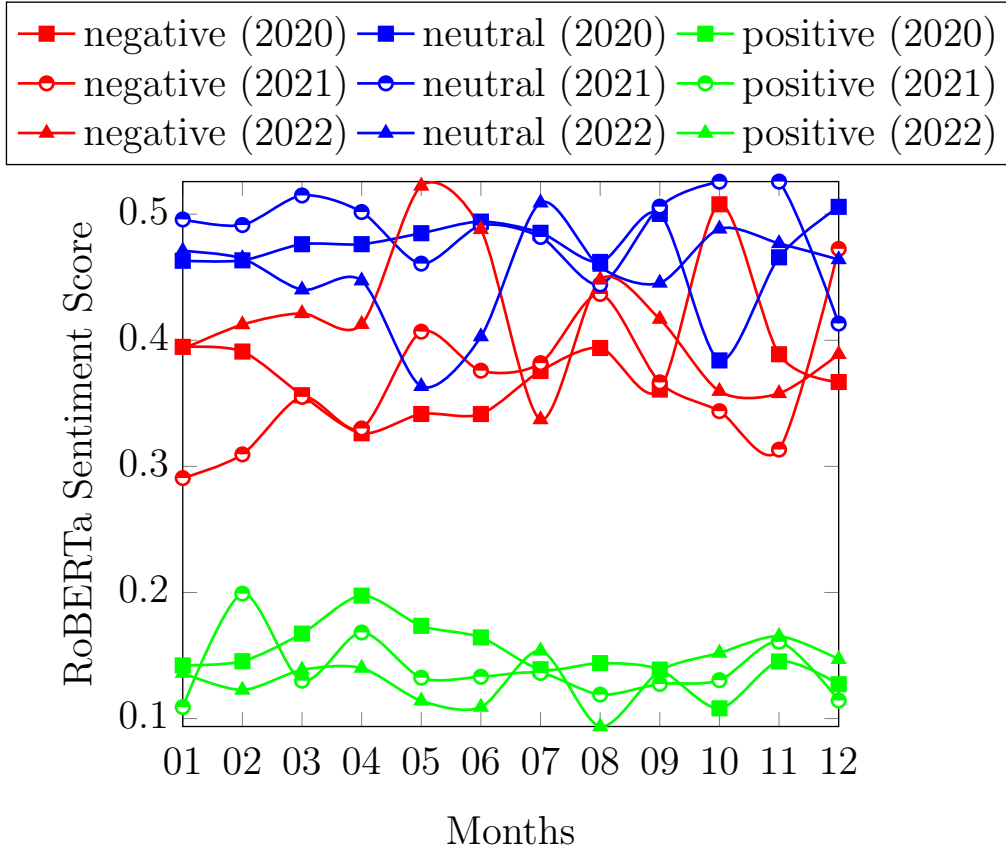 negative (2020) neutral (2020) positive (2020)
negative (2021) neutral (2021) positive (2021)
negative (2022) neutral (2022) positive (2022)
RoBERTa Sentiment Score
0.5
0.4
0.3
0.2
0.1
01 02 03 04 05 06 07 08 09 10 11 12
Months